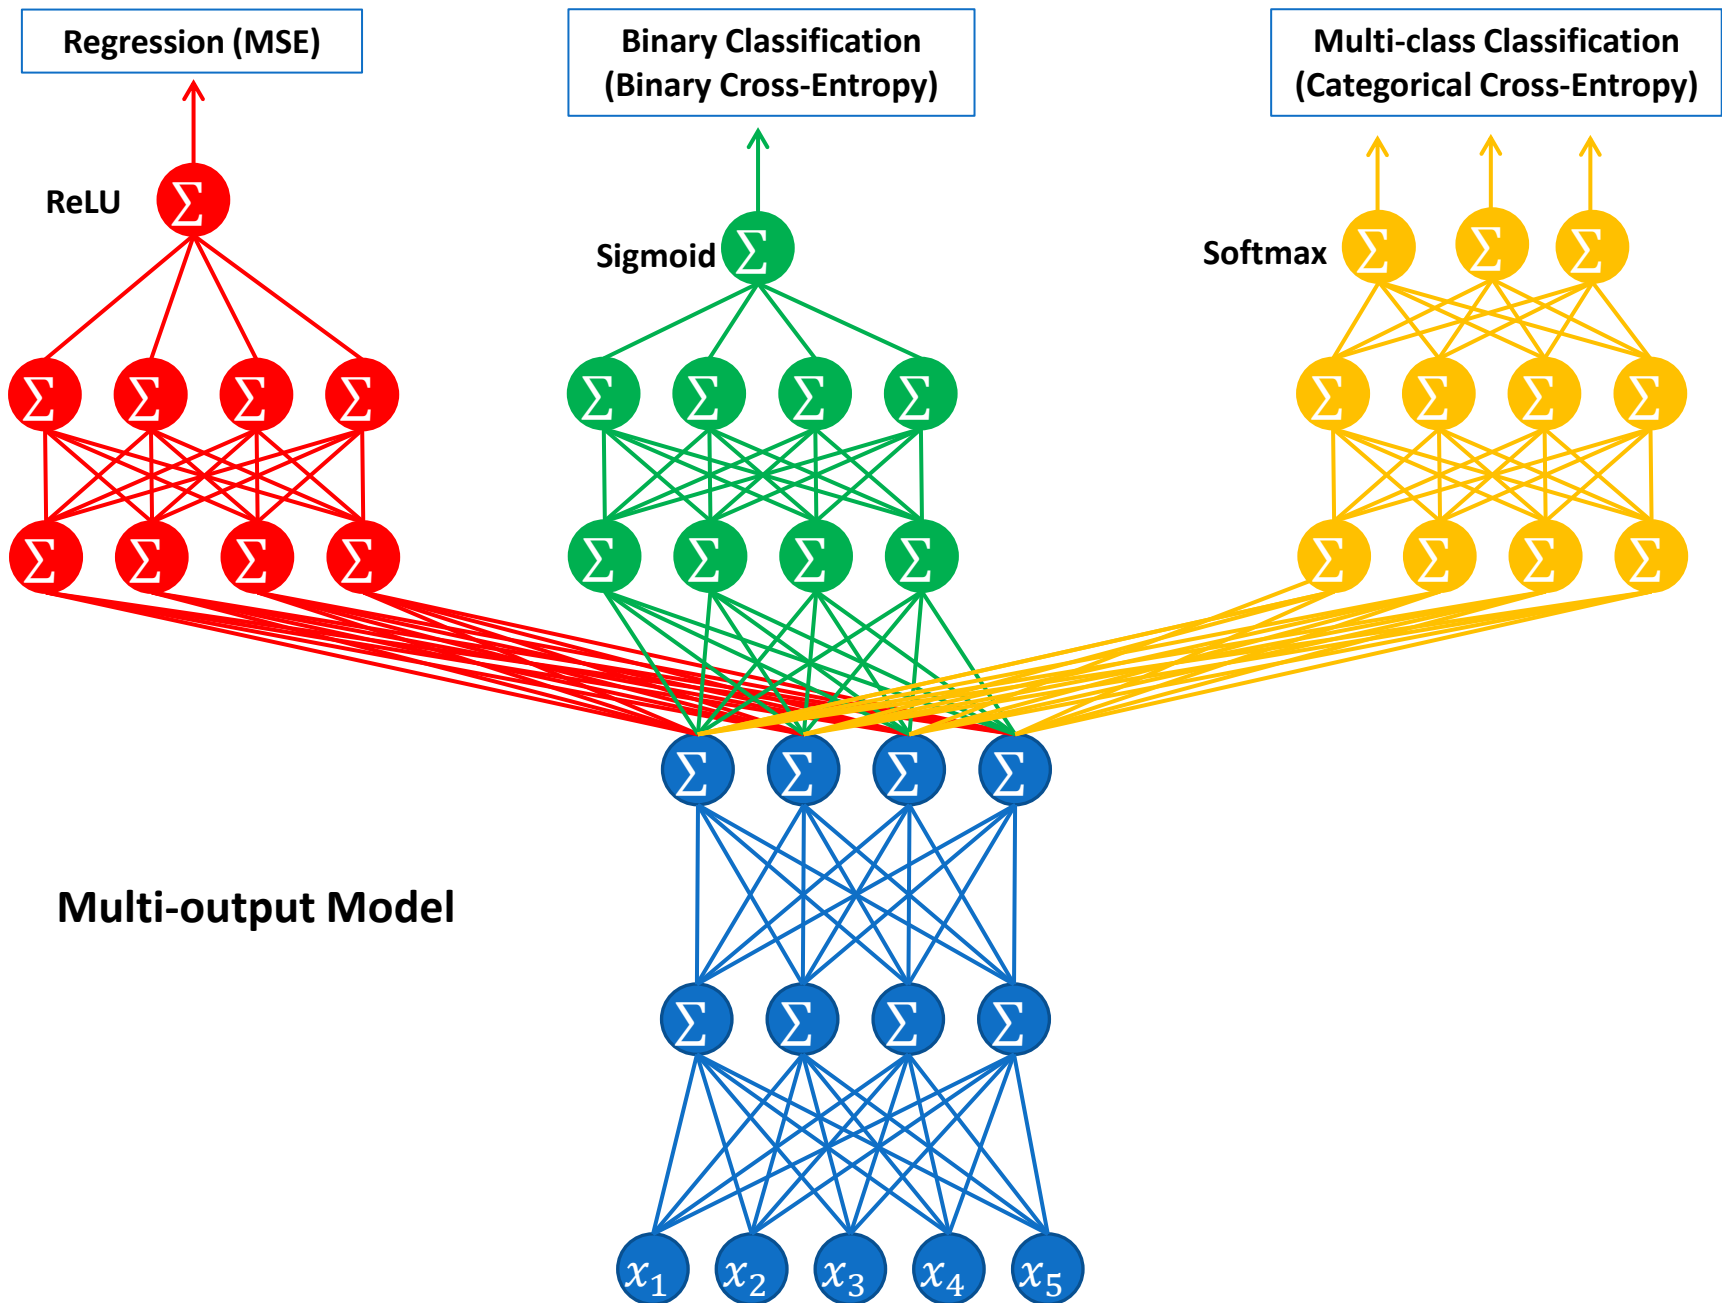 Regression (MSE)
Binary Classification
(Binary Cross-Entropy)
Multi-class Classification
(Categorical Cross-Entropy)
ReLU
Σ
Sigmoid
Σ
Softmax
Σ Σ Σ
Σ Σ Σ Σ
Σ Σ Σ Σ
Σ Σ Σ Σ
Σ Σ Σ Σ
Σ Σ Σ Σ
Σ Σ Σ Σ
Σ Σ Σ Σ
Multi-output Model
Σ Σ Σ Σ
x₁ x₂ x₃ x₄ x₅